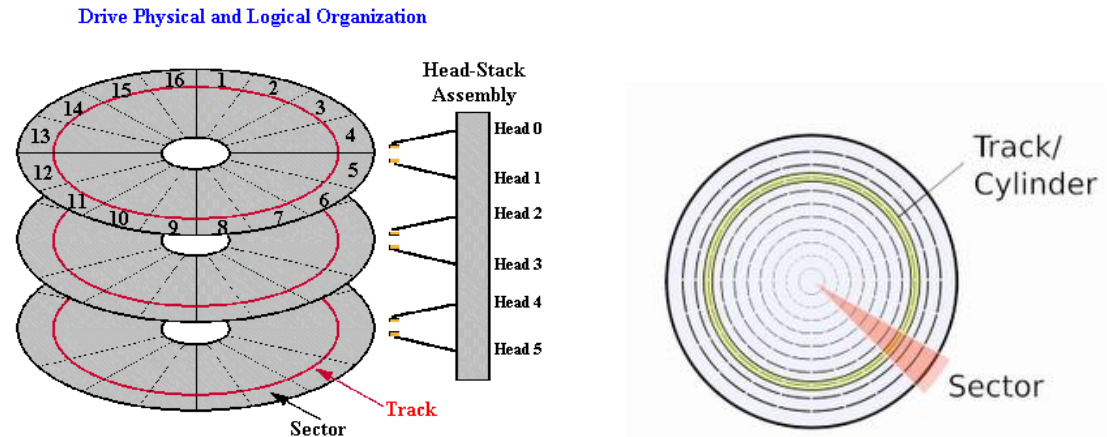 Drive Physical and Logical Organization
Head-Stack
Assembly
16
1
15
2
14
3
13
4
12
5
11
6
10
7
9
8
Head 0
Head 1
Head 2
Head 3
Head 4
Head 5
Track
Sector
Track/
Cylinder
Sector